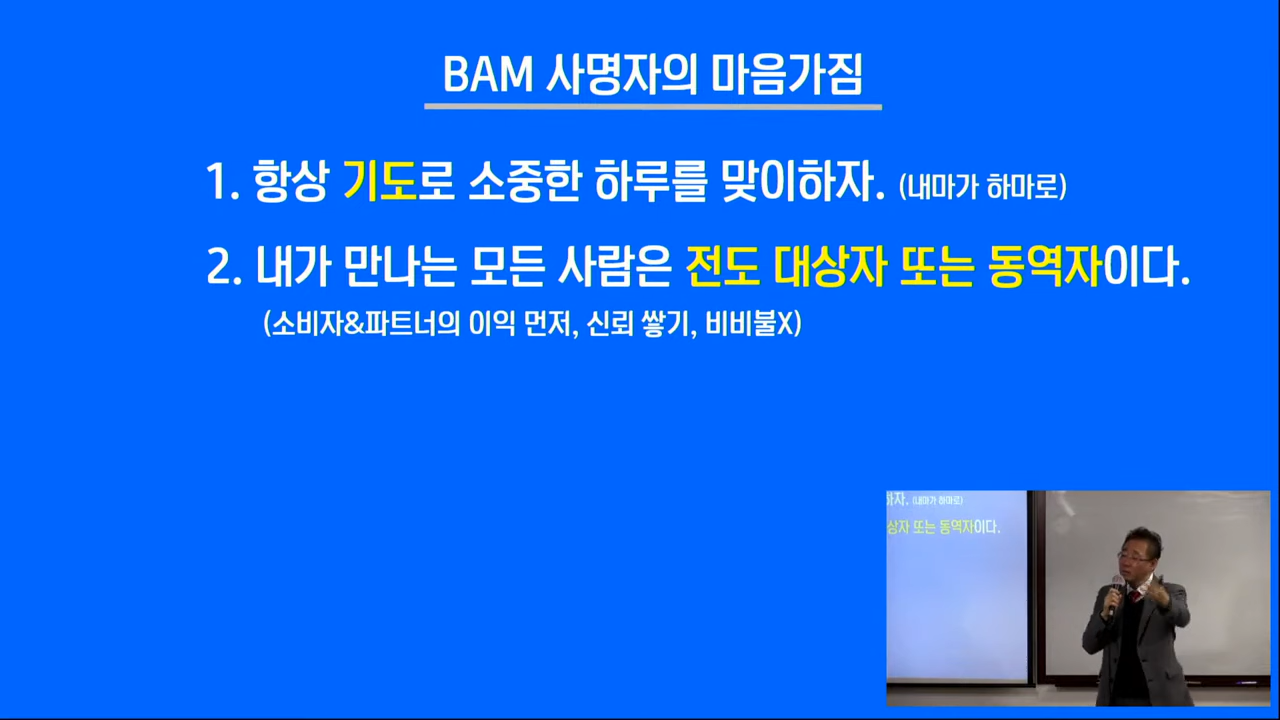 BAM 사명자의 마음가짐
1. 항상 기도로 소중한 하루를 맞이하자. (내마가 하마로)
2. 내가 만나는 모든 사람은 전도 대상자 또는 동역자이다.
(소비자&파트너의 이익 먼저, 신뢰 쌓기, 비비불X)
하자. (내마가 하마로)
상자 또는 동역자이다.